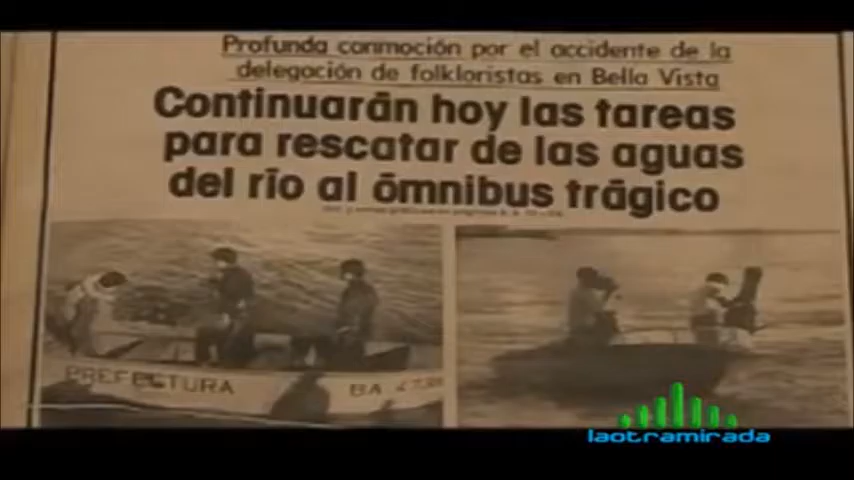 Profunda conmoción por el accidente de la
delegación de folkloristas en Bella Vista
Continuarán hoy las tareas
para rescatar de las aguas
del río al ómnibus trágico
PREFECTURA
BA
laotramirada